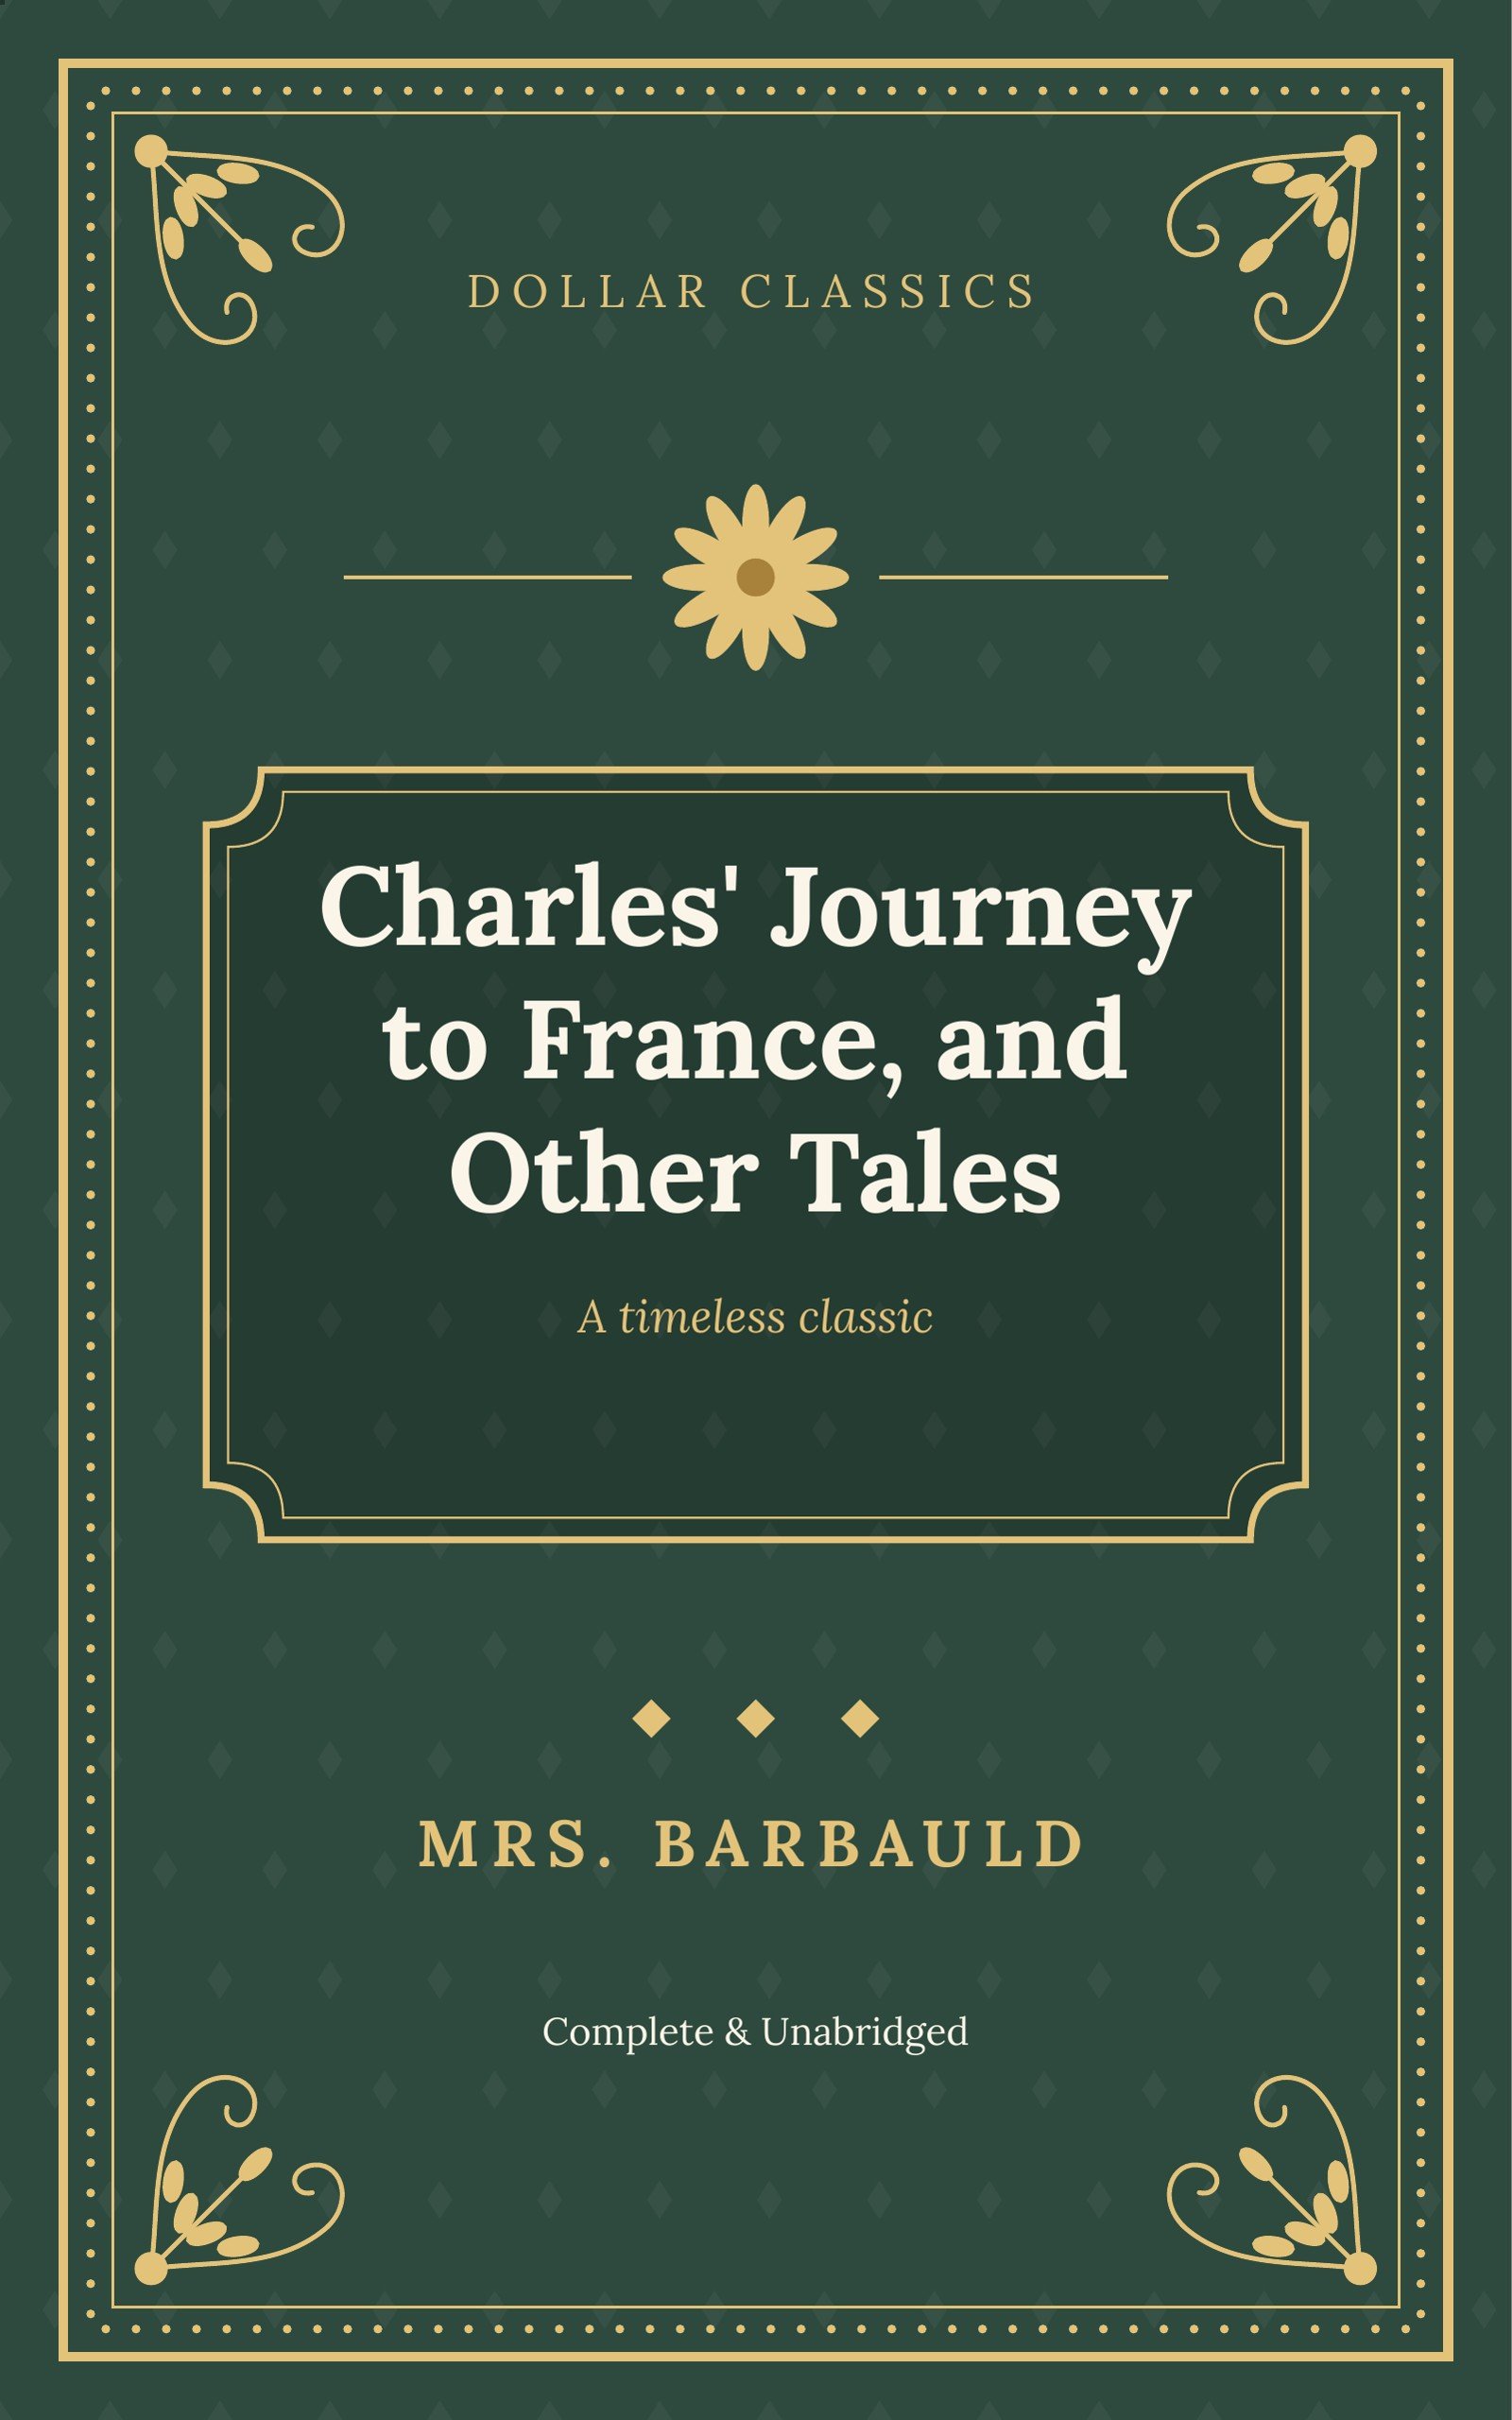 DOLLAR CLASSICS
Charles' Journey
to France, and
Other Tales
A timeless classic
MRS. BARBAULD
Complete & Unabridged